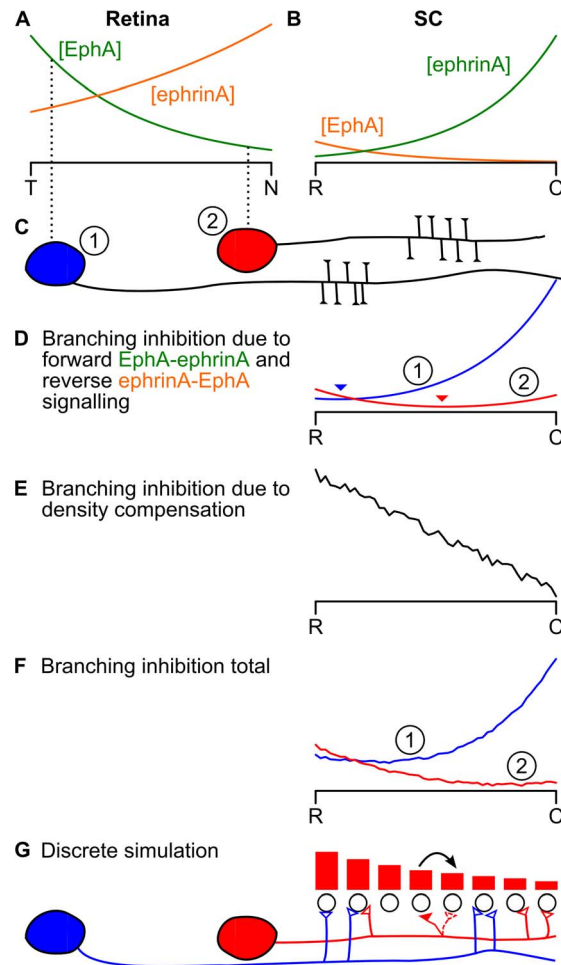 A Retina B SC
[EphA]
[ephrinA]
[ephrinA]
[EphA]
T N R C
C 1 2
D Branching inhibition due to
forward EphA-ephrinA and
reverse ephrinA-EphA
signalling
1
2
R C
E Branching inhibition due to
density compensation
R C
F Branching inhibition total
1
2
R C
G Discrete simulation